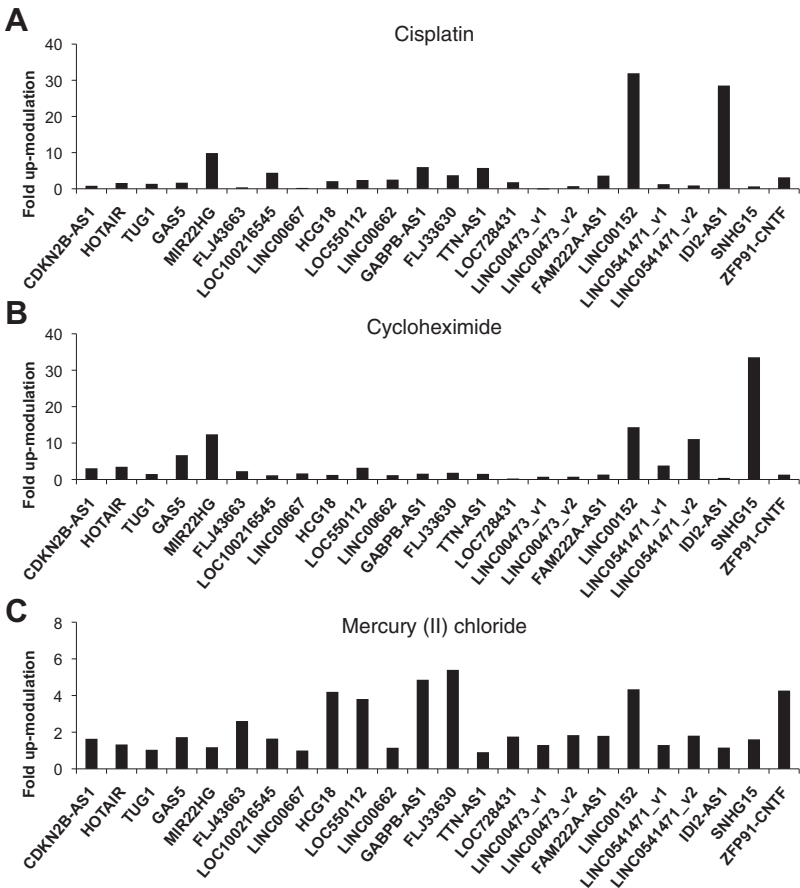 A
Cisplatin
Fold up-modulation
40
30
20
10
0
CDKN2B-AS1
HOTAIR
TUG1
GAS5
MIR22HG
FLJ43663
LOC100216545
LINC00667
HCG18
LOC550112
LINC00662
GABPB-AS1
FLJ33630
TTN-AS1
LOC728431
LINC00473_v1
LINC00473_v2
FAM222A-AS1
LINC00152
LINC0541471_v1
LINC0541471_v2
IDI2-AS1
SNHG15
ZFP91-CNTF
B
Cycloheximide
Fold up-modulation
40
30
20
10
0
CDKN2B-AS1
HOTAIR
TUG1
GAS5
MIR22HG
FLJ43663
LOC100216545
LINC00667
HCG18
LOC550112
LINC00662
GABPB-AS1
FLJ33630
TTN-AS1
LOC728431
LINC00473_v1
LINC00473_v2
FAM222A-AS1
LINC00152
LINC0541471_v1
LINC0541471_v2
IDI2-AS1
SNHG15
ZFP91-CNTF
C
Mercury (II) chloride
Fold up-modulation
8
6
4
2
0
CDKN2B-AS1
HOTAIR
TUG1
GAS5
MIR22HG
FLJ43663
LOC100216545
LINC00667
HCG18
LOC550112
LINC00662
GABPB-AS1
FLJ33630
TTN-AS1
LOC728431
LINC00473_v1
LINC00473_v2
FAM222A-AS1
LINC00152
LINC0541471_v1
LINC0541471_v2
IDI2-AS1
SNHG15
ZFP91-CNTF